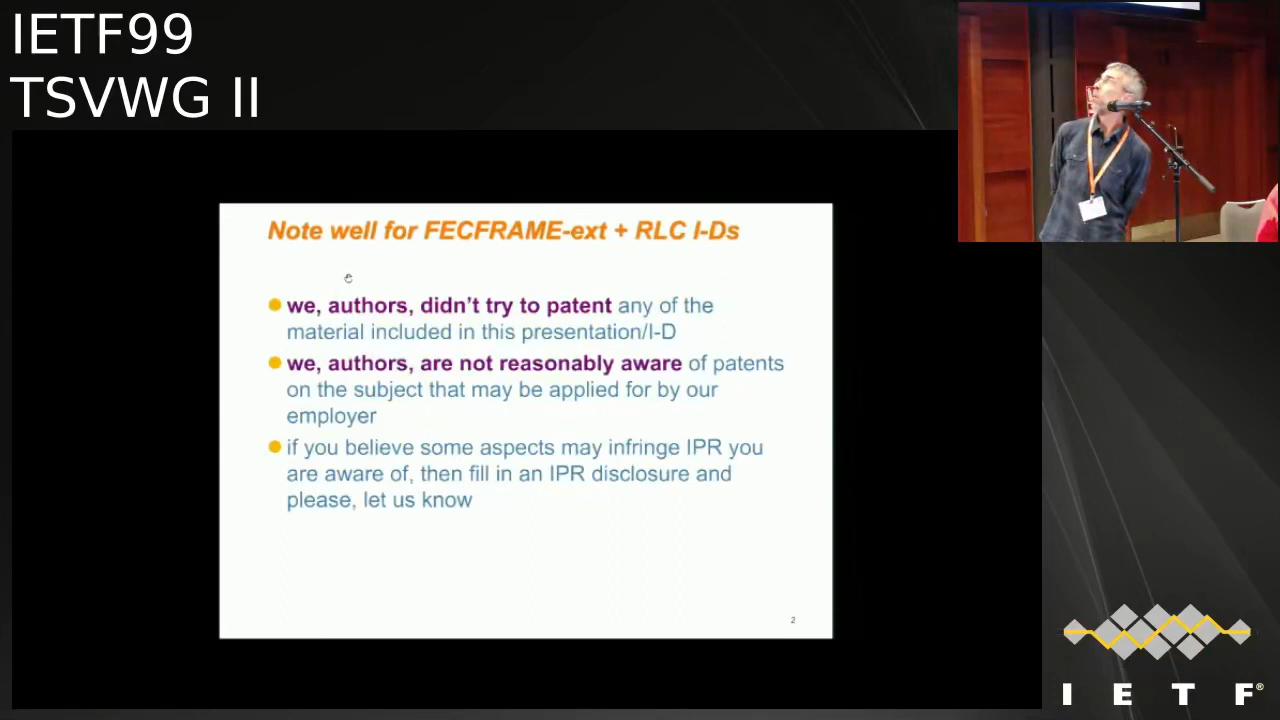 IETF99
TSVWG II
Note well for FECFRAME-ext + RLC I-Ds
we, authors, didn't try to patent any of the
material included in this presentation/I-D
we, authors, are not reasonably aware of patents
on the subject that may be applied for by our
employer
if you believe some aspects may infringe IPR you
are aware of, then fill in an IPR disclosure and
please, let us know
2
I E T F®